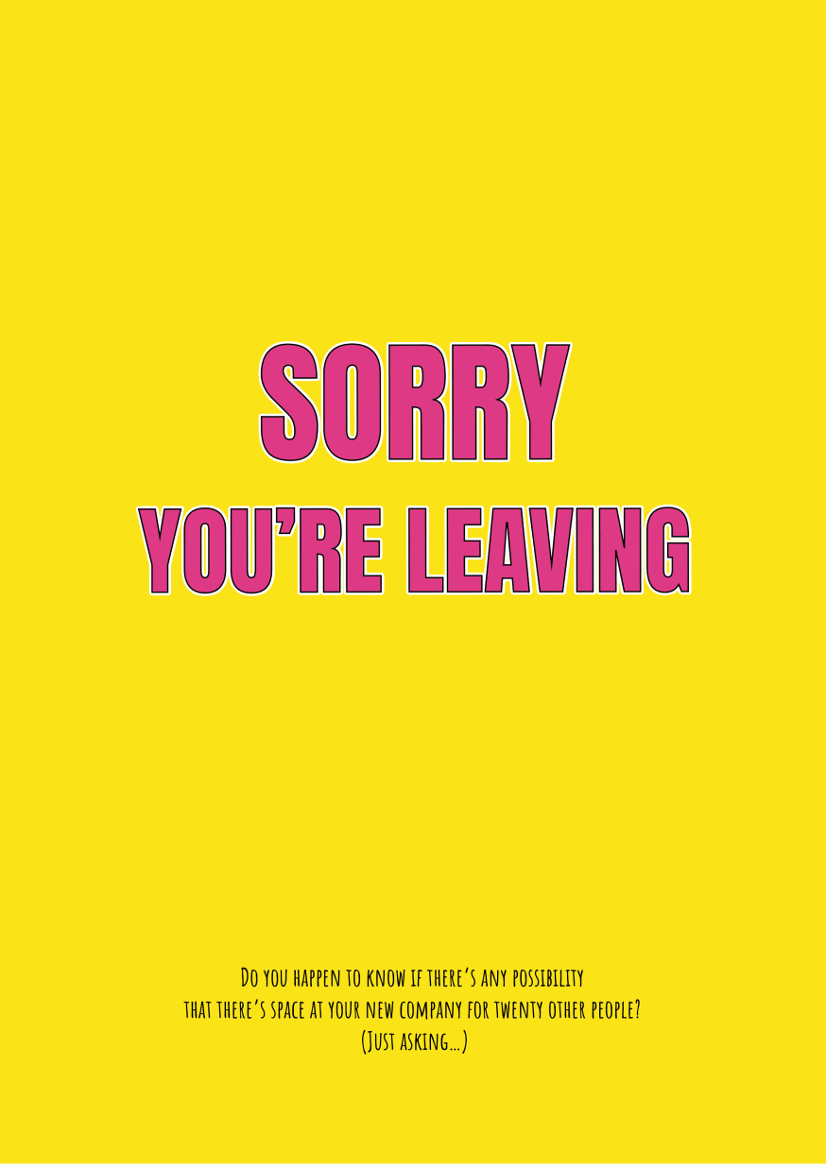 SORRY
YOU’RE LEAVING
Do you happen to know if there’s any possibility
that there’s space at your new company for twenty other people?
(Just asking...)